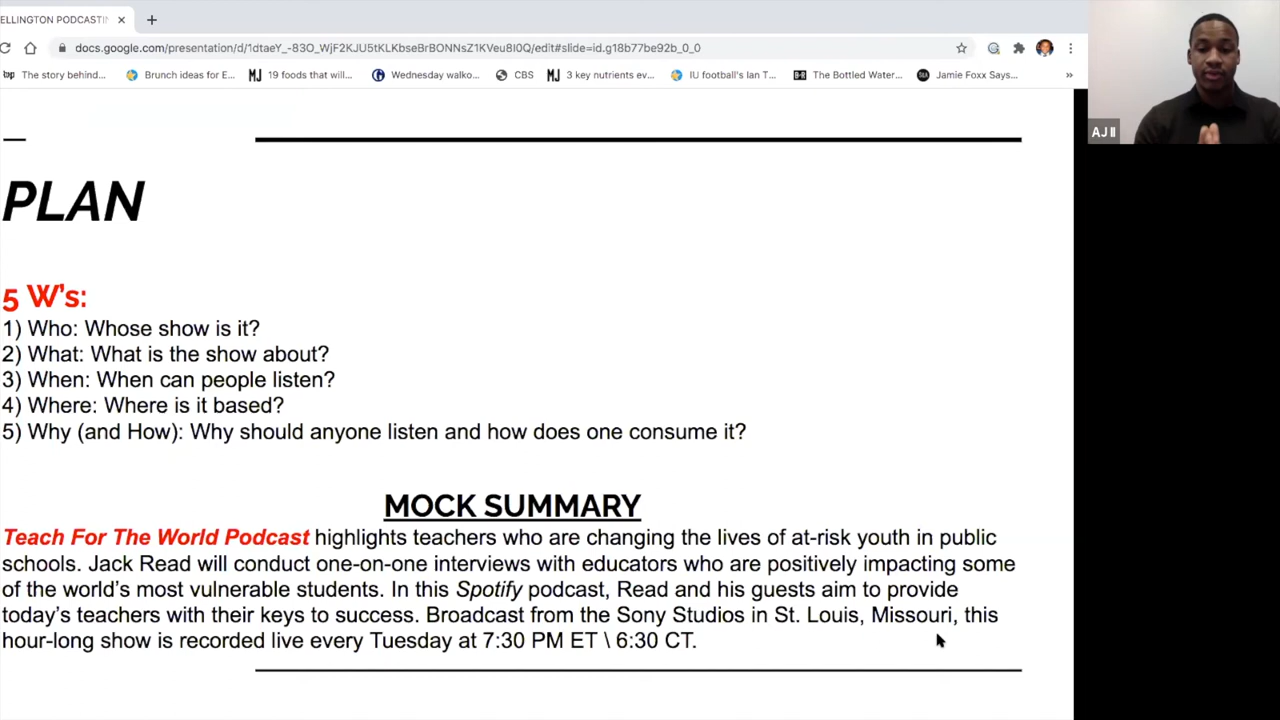 ELLINGTON PODCASTIN
docs.google.com/presentation/d/1dtaeY_-83O_WjF2KJU5tKLKbseBrBONNsZ1KVeu8I0Q/edit#slide=id.g18b77be92b_0_0
The story behind...
Brunch ideas for E...
MJ 19 foods that will...
Wednesday walko...
CBS
MJ 3 key nutrients ev...
IU football's Ian T...
B-R The Bottled Water...
Jamie Foxx Says...
»
AJ II
PLAN
5 W's:
1) Who: Whose show is it?
2) What: What is the show about?
3) When: When can people listen?
4) Where: Where is it based?
5) Why (and How): Why should anyone listen and how does one consume it?
MOCK SUMMARY
Teach For The World Podcast highlights teachers who are changing the lives of at-risk youth in public
schools. Jack Read will conduct one-on-one interviews with educators who are positively impacting some
of the world's most vulnerable students. In this Spotify podcast, Read and his guests aim to provide
today's teachers with their keys to success. Broadcast from the Sony Studios in St. Louis, Missouri, this
hour-long show is recorded live every Tuesday at 7:30 PM ET \ 6:30 CT.